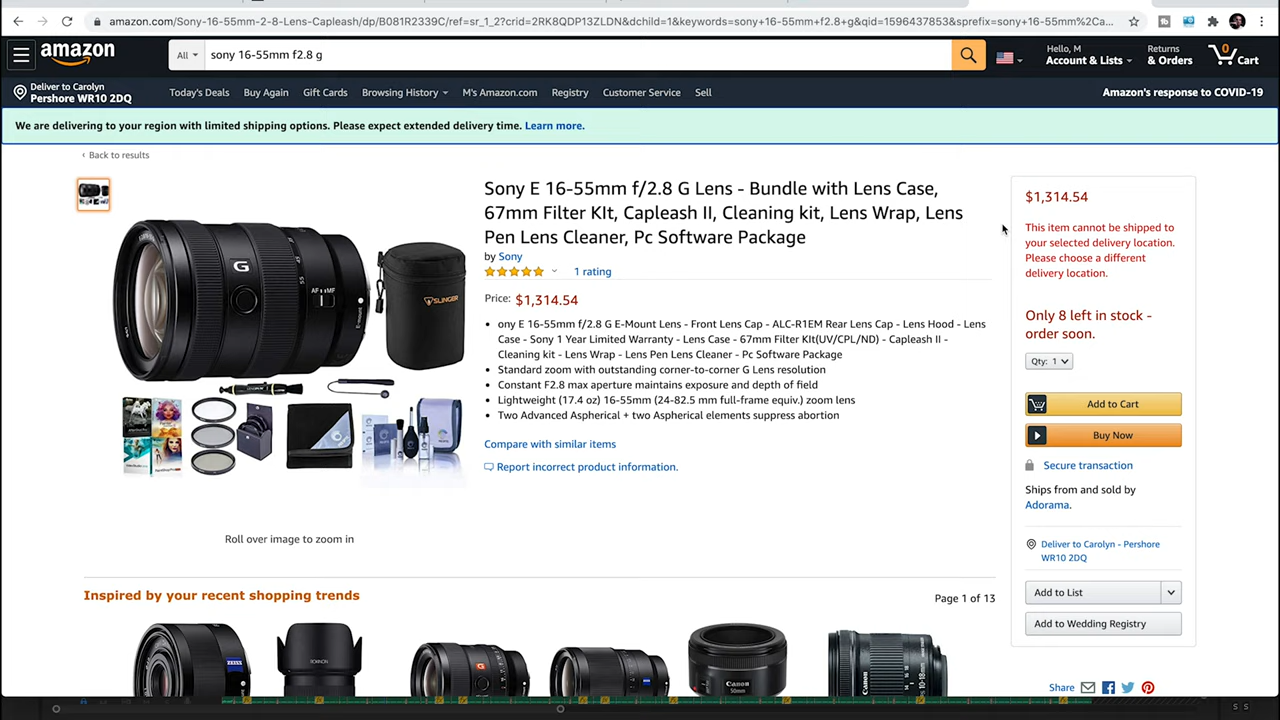 amazon.com/Sony-16-55mm-2-8-Lens-Capleash/dp/B081R2339C/ref=sr_1_2?crid=2RK8QDP13ZLDN&dchild=1&keywords=sony+16-55mm+f2.8+g&qid=1596437853&sprefix=sony+16-55mm%2Ca...
amazon
All
sony 16-55mm f2.8 g
Hello, M
Account & Lists
Returns
& Orders
0
Cart
Deliver to Carolyn
Pershore WR10 2DQ
Today's Deals
Buy Again
Gift Cards
Browsing History
M's Amazon.com
Registry
Customer Service
Sell
Amazon's response to COVID-19
We are delivering to your region with limited shipping options. Please expect extended delivery time. Learn more.
‹ Back to results
Sony E 16-55mm f/2.8 G Lens - Bundle with Lens Case,
67mm Filter KIt, Capleash II, Cleaning kit, Lens Wrap, Lens
Pen Lens Cleaner, Pc Software Package
by Sony
1 rating
Price: $1,314.54
• ony E 16-55mm f/2.8 G E-Mount Lens - Front Lens Cap - ALC-R1EM Rear Lens Cap - Lens Hood - Lens
Case - Sony 1 Year Limited Warranty - Lens Case - 67mm Filter KIt(UV/CPL/ND) - Capleash II -
Cleaning kit - Lens Wrap - Lens Pen Lens Cleaner - Pc Software Package
• Standard zoom with outstanding corner-to-corner G Lens resolution
• Constant F2.8 max aperture maintains exposure and depth of field
• Lightweight (17.4 oz) 16-55mm (24-82.5 mm full-frame equiv.) zoom lens
• Two Advanced Aspherical + two Aspherical elements suppress abortion
Compare with similar items
Report incorrect product information.
G
AF MF
SLINGER
Roll over image to zoom in
$1,314.54
This item cannot be shipped to
your selected delivery location.
Please choose a different
delivery location.
Only 8 left in stock -
order soon.
Qty: 1
Add to Cart
Buy Now
Secure transaction
Ships from and sold by
Adorama.
Deliver to Carolyn - Pershore
WR10 2DQ
Add to List
Add to Wedding Registry
Share
Inspired by your recent shopping trends
Page 1 of 13
ZEISS
ROKINON
G
Canon
50mm
S S